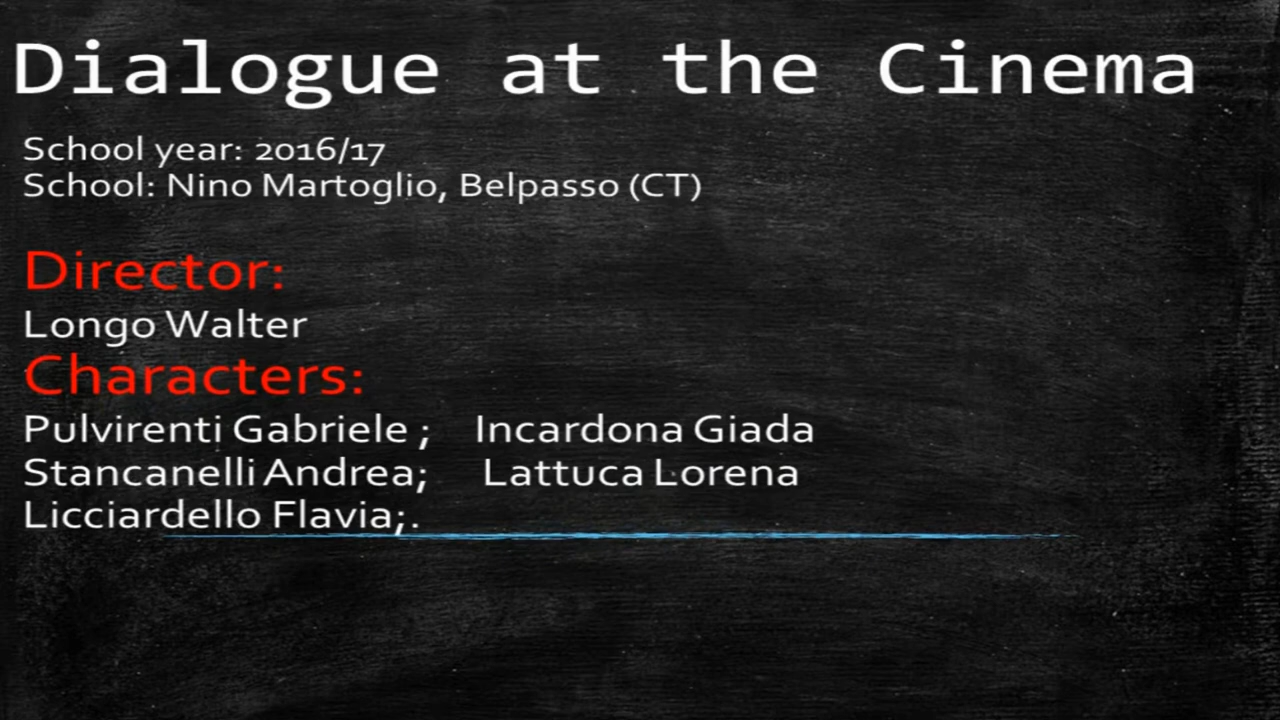 Dialogue at the Cinema
School year: 2016/17
School: Nino Martoglio, Belpasso (CT)
Director:
Longo Walter
Characters:
Pulvirenti Gabriele ; Incardona Giada
Stancanelli Andrea; Lattuca Lorena
Licciardello Flavia;.